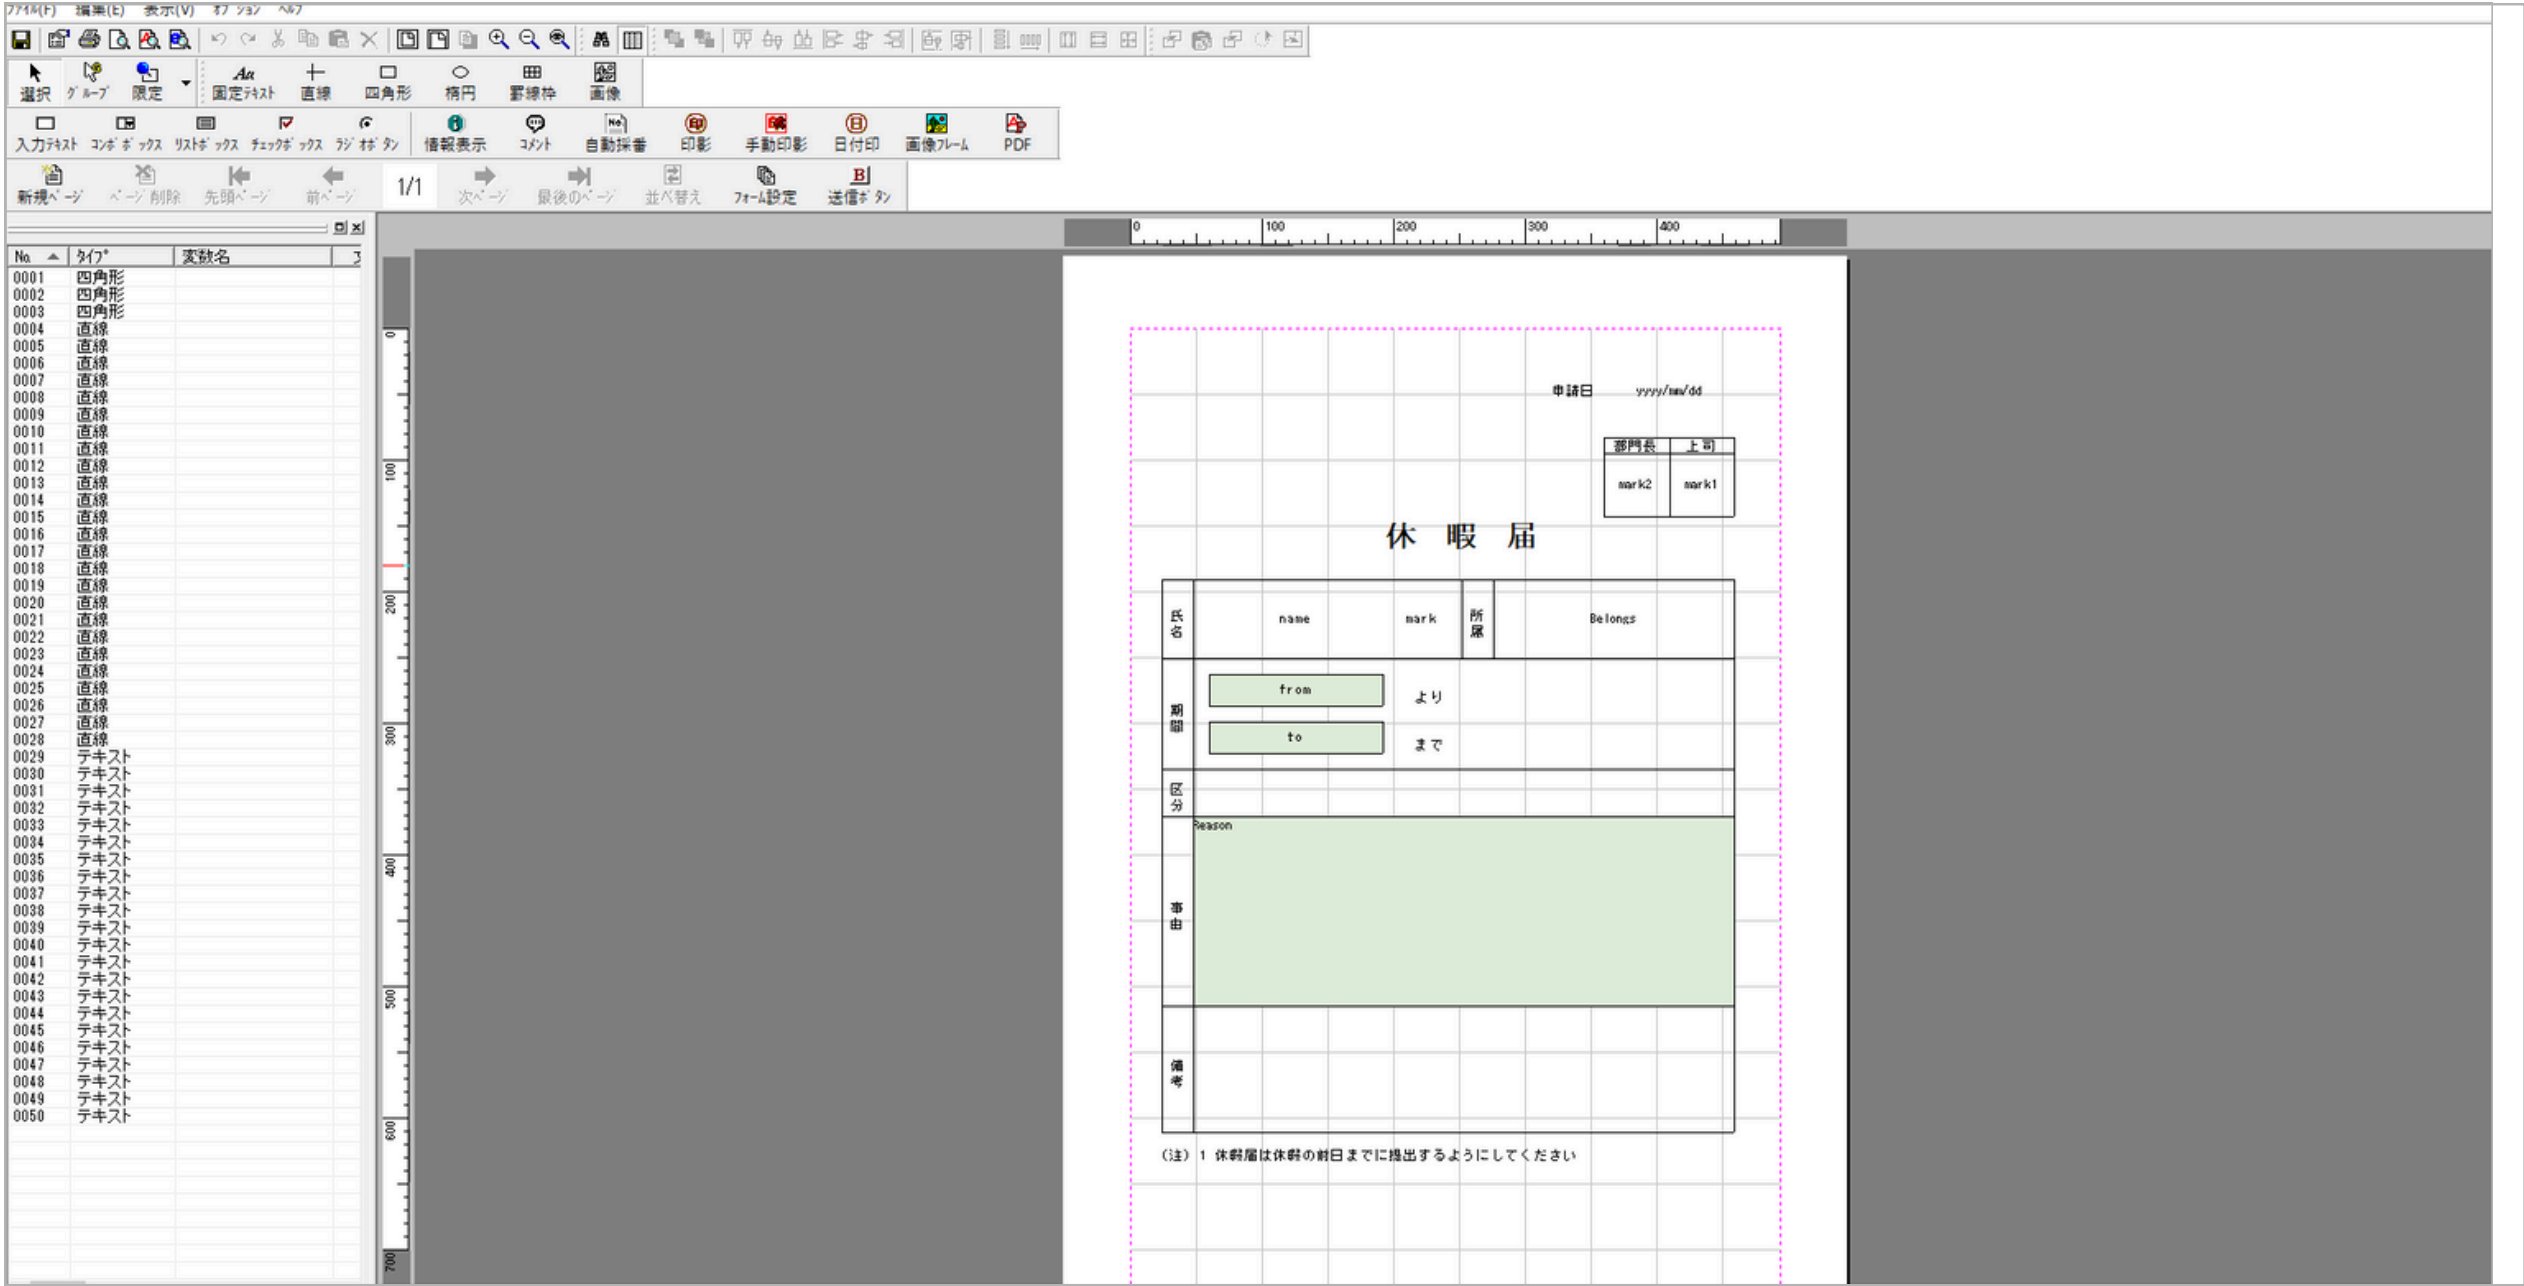 ファイル(F) 編集(E) 表示(V) オプション ヘルプ
選択 グループ 限定 固定テキスト 直線 四角形 楕円 罫線枠 画像
入力テキスト コンボボックス リストボックス チェックボックス ラジオボタン 情報表示 コメント 自動採番 印影 手動印影 日付印 画像フレーム PDF
新規ページ ページ削除 先頭ページ 前ページ 1/1 次ページ 最後のページ 並べ替え フォーム設定 送信ボタン
No. タイプ 変数名
0001 四角形
0002 四角形
0003 四角形
0004 直線
0005 直線
0006 直線
0007 直線
0008 直線
0009 直線
0010 直線
0011 直線
0012 直線
0013 直線
0014 直線
0015 直線
0016 直線
0017 直線
0018 直線
0019 直線
0020 直線
0021 直線
0022 直線
0023 直線
0024 直線
0025 直線
0026 直線
0027 直線
0028 直線
0029 テキスト
0030 テキスト
0031 テキスト
0032 テキスト
0033 テキスト
0034 テキスト
0035 テキスト
0036 テキスト
0037 テキスト
0038 テキスト
0039 テキスト
0040 テキスト
0041 テキスト
0042 テキスト
0043 テキスト
0044 テキスト
0045 テキスト
0046 テキスト
0047 テキスト
0048 テキスト
0049 テキスト
0050 テキスト
0 100 200 300 400
0
100
200
300
400
500
600
700
申請日 yyyy/mm/dd
部門長 上司
mark2 mark1
休 暇 届
氏名 name mark 所属 Belongs
期間
from より
to まで
区分
Reason
事由
備考
(注) 1 休暇届は休暇の前日までに提出するようにしてください